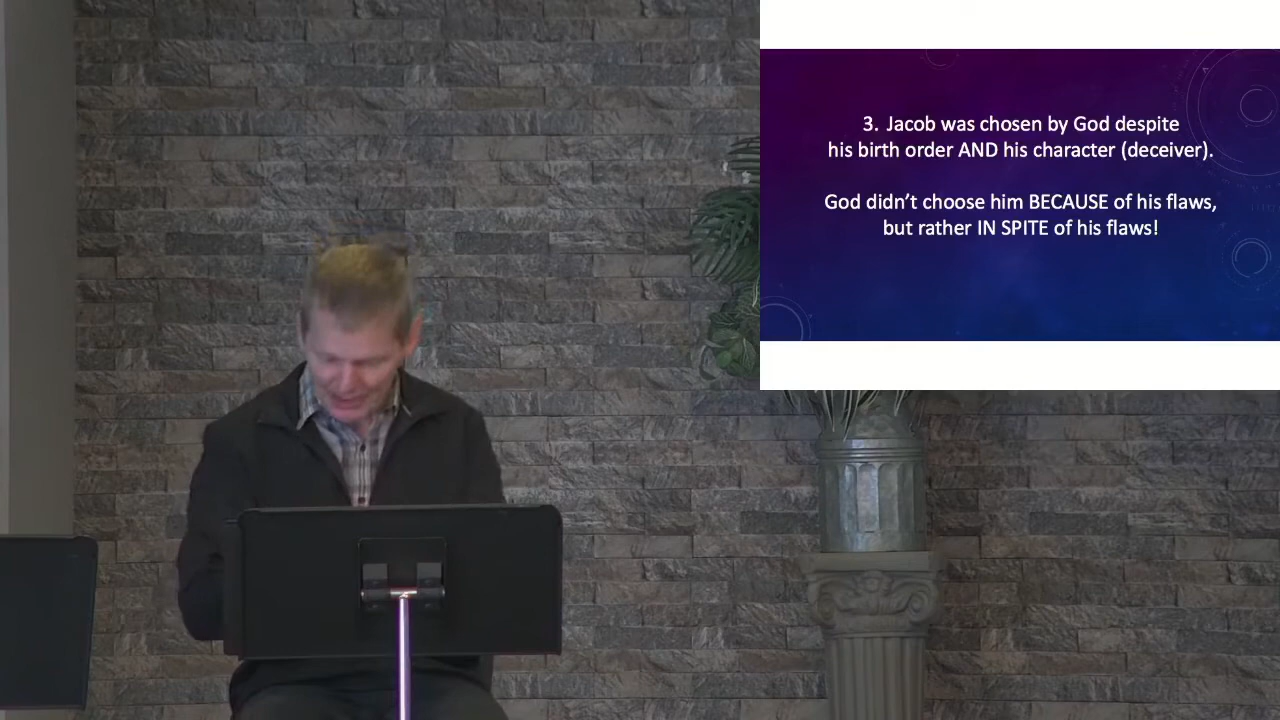 3. Jacob was chosen by God despite
his birth order AND his character (deceiver).
God didn’t choose him BECAUSE of his flaws,
but rather IN SPITE of his flaws!